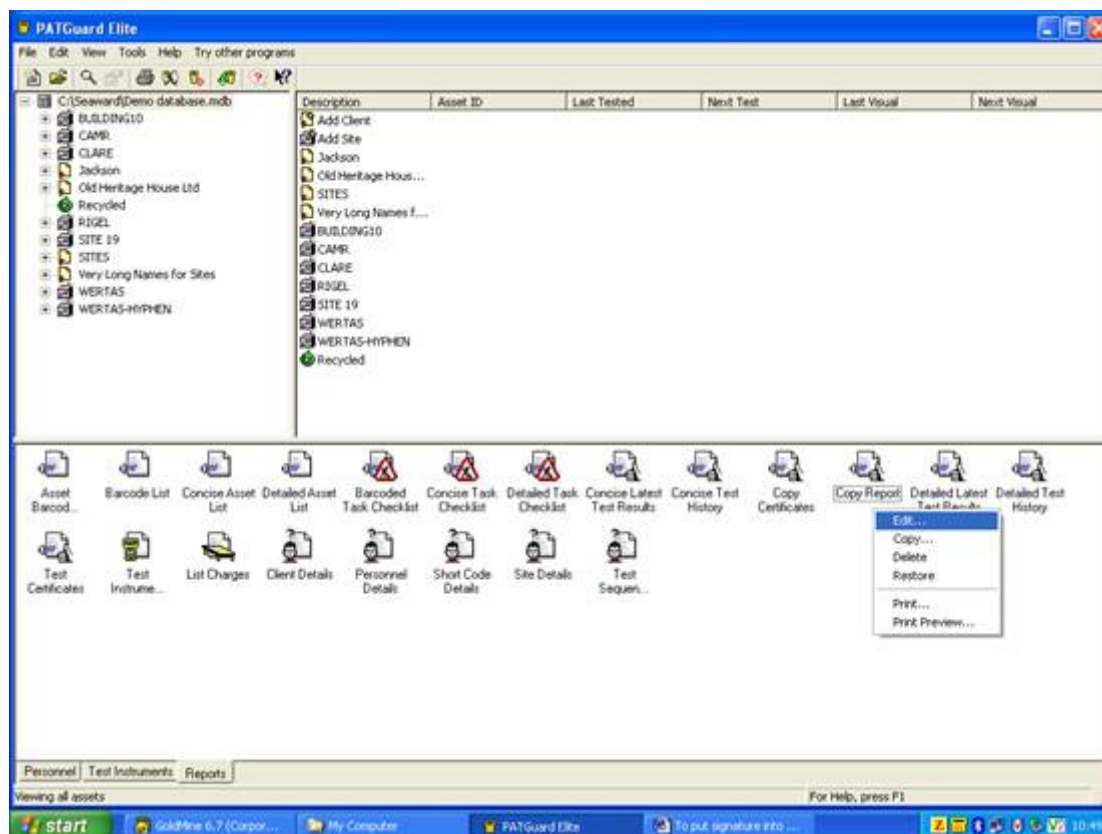 PATGuard Elite
File Edit View Tools Help Try other programs
C:\Seaward\Demo database.mdb
BUILDING10
CAMR
CLARE
Jackson
Old Heritage House Ltd
Recycled
RIGEL
SITE 19
SITES
Very Long Names for Sites
WERTAS
WERTAS-HYPHEN
Description Asset ID Last Tested Next Test Last Visual Next Visual
Add Client
Add Site
Jackson
Old Heritage Hous...
SITES
Very Long Names f...
BUILDING10
CAMR
CLARE
RIGEL
SITE 19
WERTAS
WERTAS-HYPHEN
Recycled
Asset Barcod...
Barcode List
Concise Asset List
Detailed Asset List
Barcoded Task Checklist
Concise Task Checklist
Detailed Task Checklist
Concise Latest Test Results
Concise Test History
Copy Certificates
Copy Report
Detailed Latest Test Results
Detailed Test History
Test Certificates
Test Instrume...
List Charges
Client Details
Personnel Details
Short Code Details
Site Details
Test Sequen...
Edit...
Copy...
Delete
Restore
Print...
Print Preview...
Personnel Test Instruments Reports
Viewing all assets For Help, press F1
start GoldMine 6.7 (Corpor... My Computer PATGuard Elite To put signature into ... 10:49